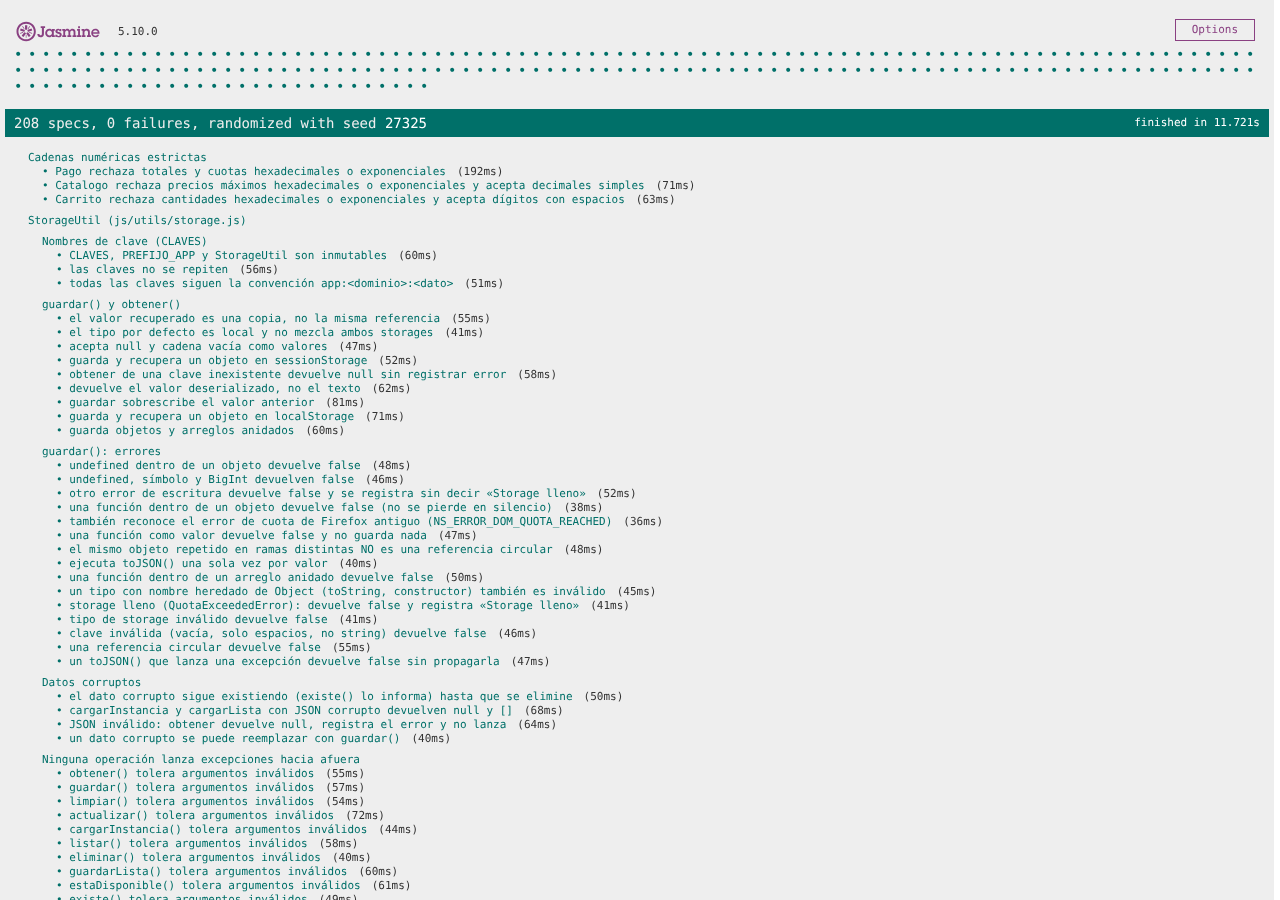 Jasmine 5.10.0 Options
208 specs, 0 failures, randomized with seed 27325 finished in 11.721s
Cadenas numéricas estrictas
• Pago rechaza totales y cuotas hexadecimales o exponenciales (192ms)
• Catalogo rechaza precios máximos hexadecimales o exponenciales y acepta decimales simples (71ms)
• Carrito rechaza cantidades hexadecimales o exponenciales y acepta dígitos con espacios (63ms)
StorageUtil (js/utils/storage.js)
Nombres de clave (CLAVES)
• CLAVES, PREFIJO_APP y StorageUtil son inmutables (60ms)
• las claves no se repiten (56ms)
• todas las claves siguen la convención app:<dominio>:<dato> (51ms)
guardar() y obtener()
• el valor recuperado es una copia, no la misma referencia (55ms)
• el tipo por defecto es local y no mezcla ambos storages (41ms)
• acepta null y cadena vacía como valores (47ms)
• guarda y recupera un objeto en sessionStorage (52ms)
• obtener de una clave inexistente devuelve null sin registrar error (58ms)
• devuelve el valor deserializado, no el texto (62ms)
• guardar sobrescribe el valor anterior (81ms)
• guarda y recupera un objeto en localStorage (71ms)
• guarda objetos y arreglos anidados (60ms)
guardar(): errores
• undefined dentro de un objeto devuelve false (48ms)
• undefined, símbolo y BigInt devuelven false (46ms)
• otro error de escritura devuelve false y se registra sin decir «Storage lleno» (52ms)
• una función dentro de un objeto devuelve false (no se pierde en silencio) (38ms)
• también reconoce el error de cuota de Firefox antiguo (NS_ERROR_DOM_QUOTA_REACHED) (36ms)
• una función como valor devuelve false y no guarda nada (47ms)
• el mismo objeto repetido en ramas distintas NO es una referencia circular (48ms)
• ejecuta toJSON() una sola vez por valor (40ms)
• una función dentro de un arreglo anidado devuelve false (50ms)
• un tipo con nombre heredado de Object (toString, constructor) también es inválido (45ms)
• storage lleno (QuotaExceededError): devuelve false y registra «Storage lleno» (41ms)
• tipo de storage inválido devuelve false (41ms)
• clave inválida (vacía, solo espacios, no string) devuelve false (46ms)
• una referencia circular devuelve false (55ms)
• un toJSON() que lanza una excepción devuelve false sin propagarla (47ms)
Datos corruptos
• el dato corrupto sigue existiendo (existe() lo informa) hasta que se elimine (50ms)
• cargarInstancia y cargarLista con JSON corrupto devuelven null y [] (68ms)
• JSON inválido: obtener devuelve null, registra el error y no lanza (64ms)
• un dato corrupto se puede reemplazar con guardar() (40ms)
Ninguna operación lanza excepciones hacia afuera
• obtener() tolera argumentos inválidos (55ms)
• guardar() tolera argumentos inválidos (57ms)
• limpiar() tolera argumentos inválidos (54ms)
• actualizar() tolera argumentos inválidos (72ms)
• cargarInstancia() tolera argumentos inválidos (44ms)
• listar() tolera argumentos inválidos (58ms)
• eliminar() tolera argumentos inválidos (40ms)
• guardarLista() tolera argumentos inválidos (60ms)
• estaDisponible() tolera argumentos inválidos (61ms)
• existe() tolera argumentos inválidos (49ms)